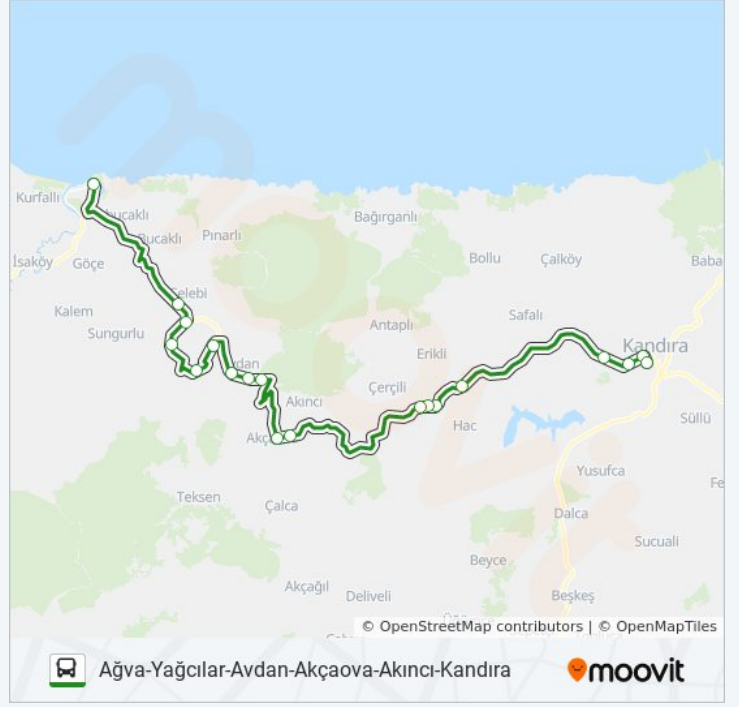 Kurfallı
Bucaklı
Bucaklı
Pınarlı
Bağırganlı
İsaköy
Göçe
Bollu
Çalköy
Baba
Kalem
Selebi
Sungurlu
Antaplı
Safalı
Kandıra
Erikli
Akıncı
Çerçili
Hac
Süllü
Teksen
Çalca
Yusufca
Fe
Dalca
Sucuali
Beyce
Akçağıl
Deliveli
Beşkeş
© OpenStreetMap contributors | © OpenMapTiles
Ağva-Yağcılar-Avdan-Akçaova-Akıncı-Kandıra
moovit